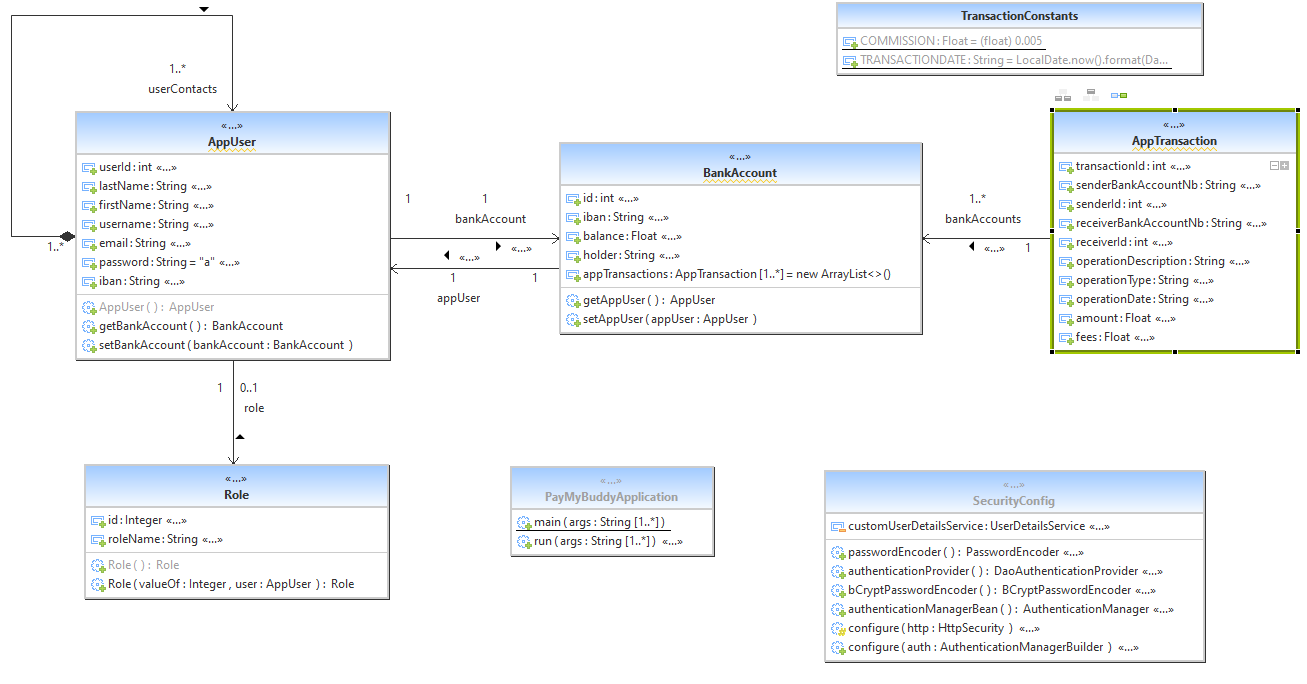 TransactionConstants
COMMISSION : Float = (float) 0.005
TRANSACTIONDATE : String = LocalDate.now().format(Da...
1..*
userContacts
1..*
«...»
AppUser
userId : int «...»
lastName : String «...»
firstName : String «...»
username : String «...»
email : String «...»
password : String = "a" «...»
iban : String «...»
AppUser ( ) : AppUser
getBankAccount ( ) : BankAccount
setBankAccount ( bankAccount : BankAccount )
1
1
bankAccount
«...»
«...»
1
1
appUser
«...»
BankAccount
id : int «...»
iban : String «...»
balance : Float «...»
holder : String «...»
appTransactions : AppTransaction [1..*] = new ArrayList<>()
getAppUser ( ) : AppUser
setAppUser ( appUser : AppUser )
1..*
bankAccounts
«...»
1
«...»
AppTransaction
transactionId : int «...»
senderBankAccountNb : String «...»
senderId : int «...»
receiverBankAccountNb : String «...»
receiverId : int «...»
operationDescription : String «...»
operationType : String «...»
operationDate : String «...»
amount : Float «...»
fees : Float «...»
1
0..1
role
«...»
Role
id : Integer «...»
roleName : String «...»
Role ( ) : Role
Role ( valueOf : Integer , user : AppUser ) : Role
«...»
PayMyBuddyApplication
main ( args : String [1..*] )
run ( args : String [1..*] ) «...»
«...»
SecurityConfig
customUserDetailsService : UserDetailsService «...»
passwordEncoder ( ) : PasswordEncoder «...»
authenticationProvider ( ) : DaoAuthenticationProvider «...»
bCryptPasswordEncoder ( ) : BCryptPasswordEncoder «...»
authenticationManagerBean ( ) : AuthenticationManager «...»
configure ( http : HttpSecurity ) «...»
configure ( auth : AuthenticationManagerBuilder ) «...»